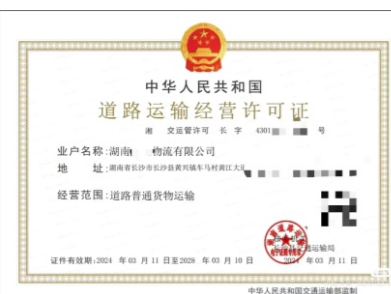 中华人民共和国
道路运输经营许可证
湘 交运管许可 长 字 4301 号
业户名称:湖南 物流有限公司
地 址:湖南省长沙市长沙县黄兴镇车马村黄江大道
经营范围:道路普通货物运输
交通运输局
证件有效期:2024 年 03 月 11 日至2028 年 03 月 10 日
年 03 月 11 日
中华人民共和国交通运输部监制